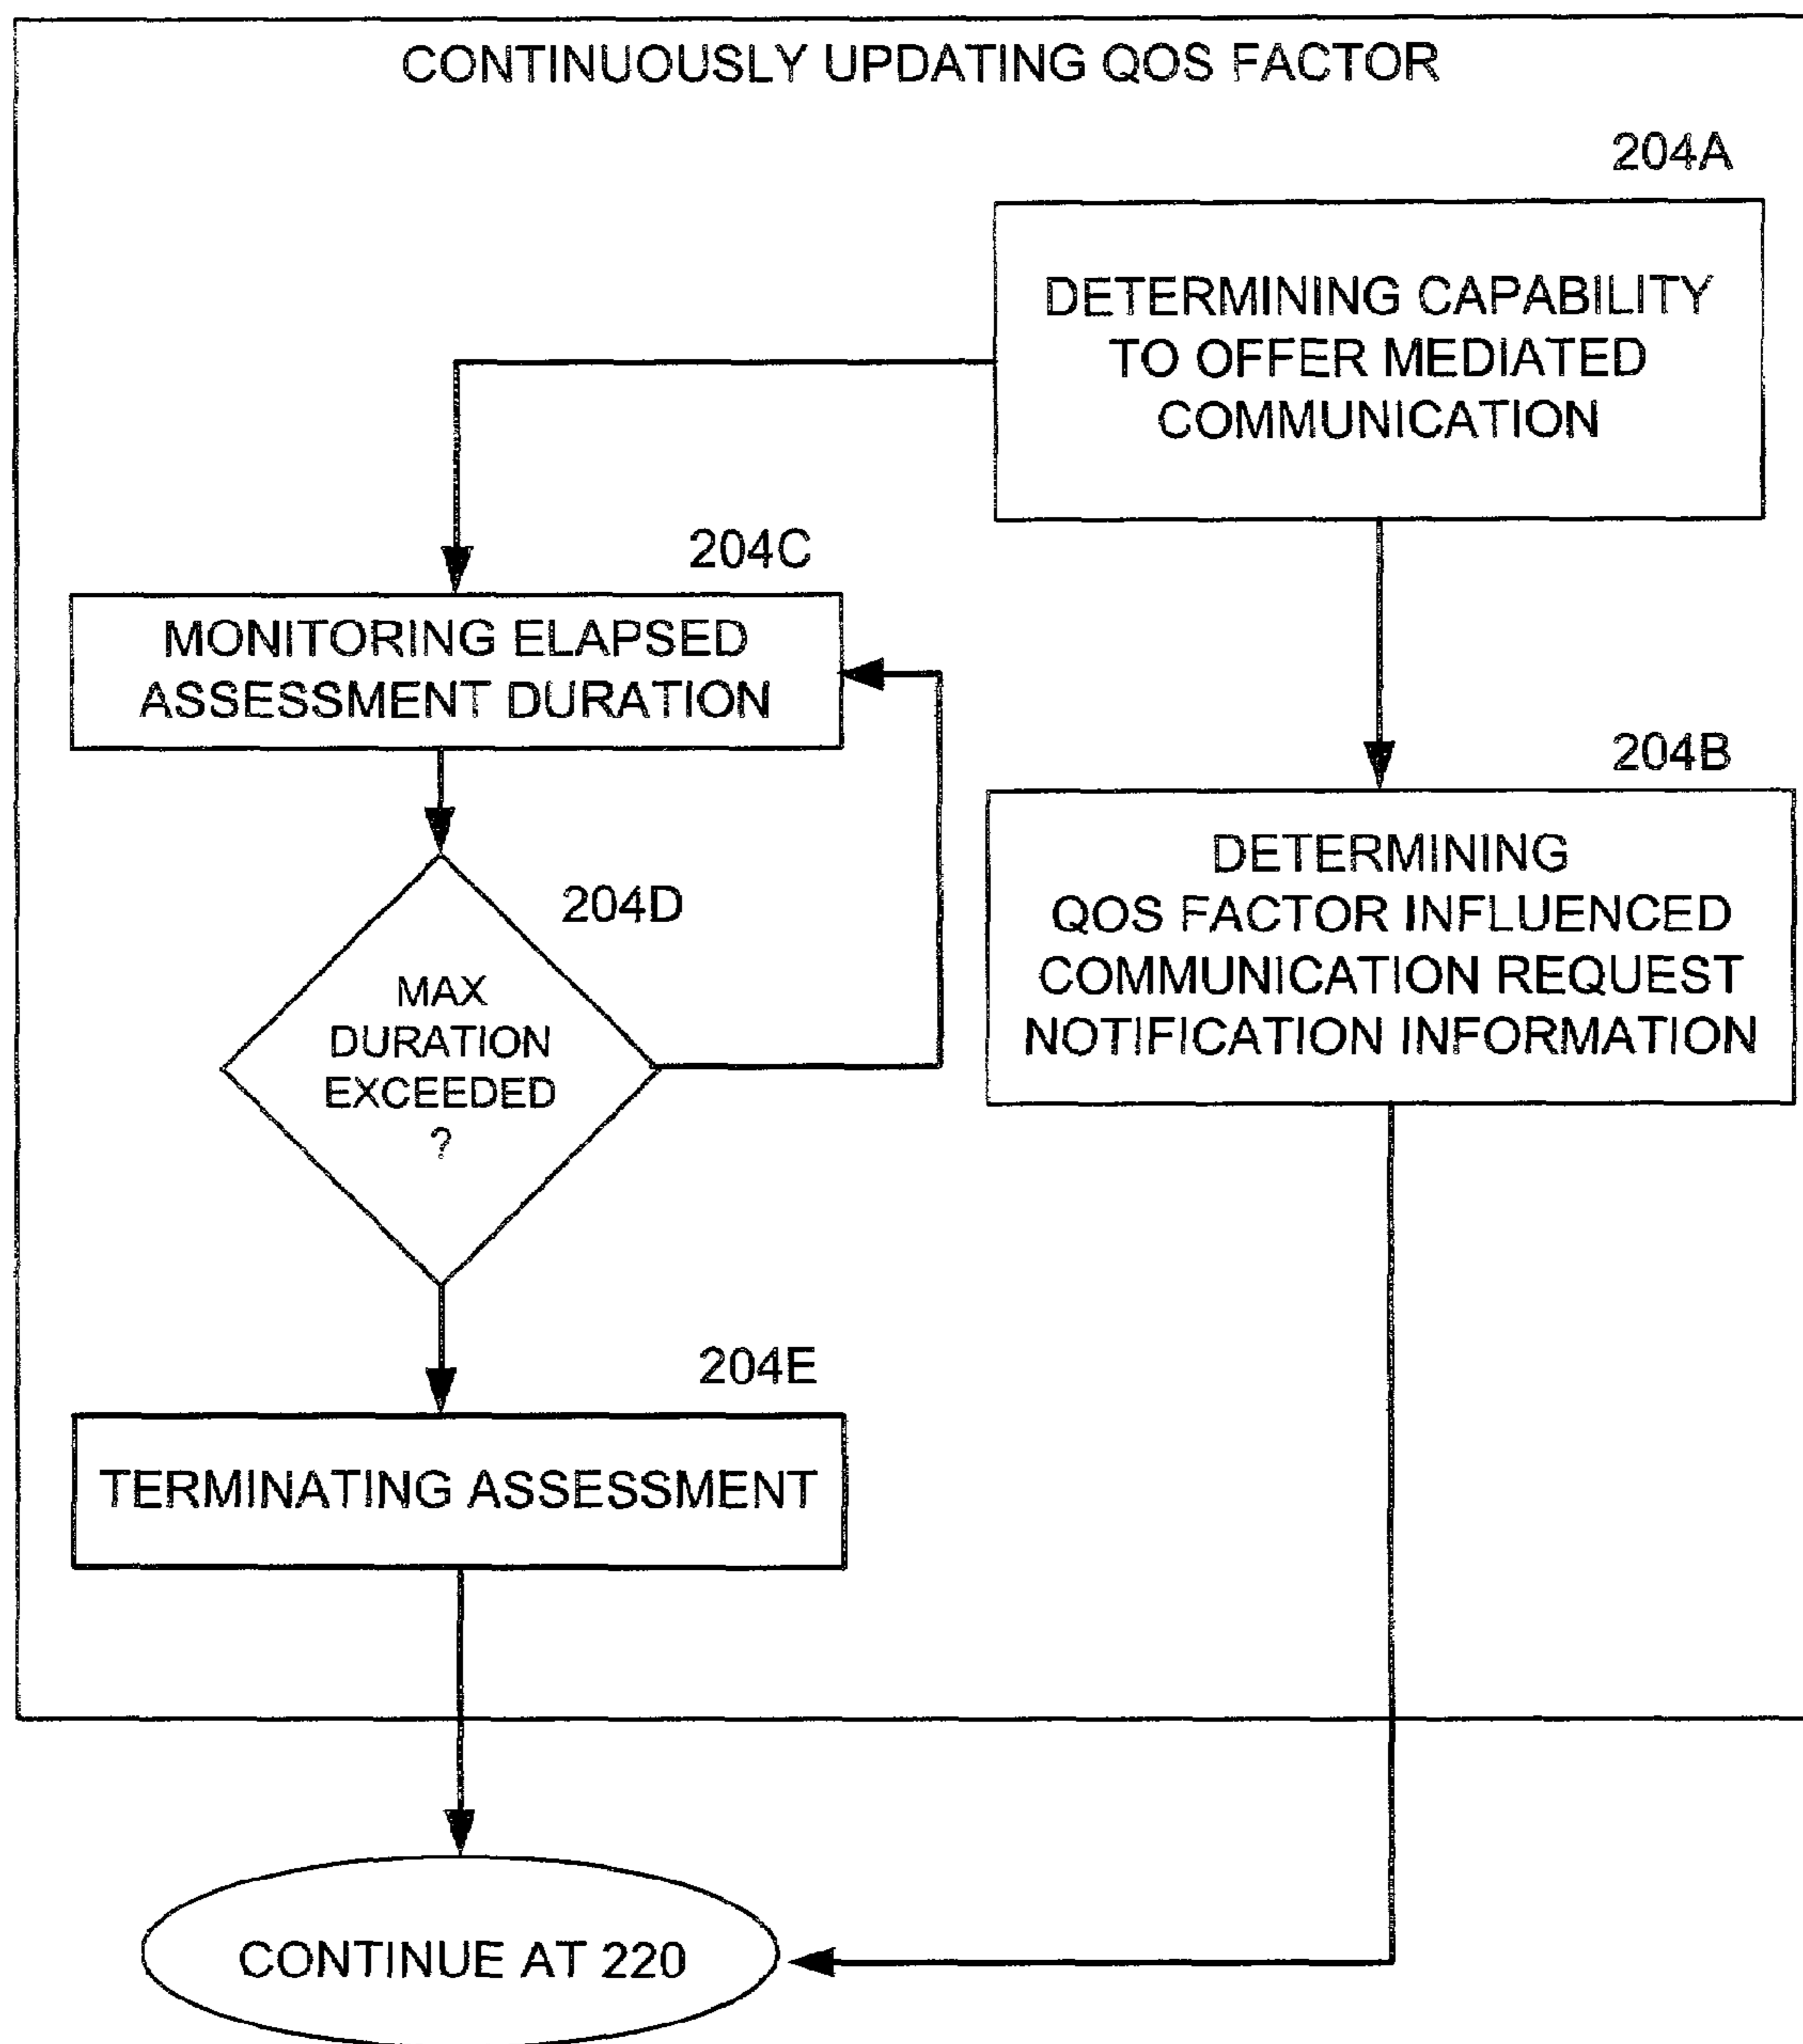 CONTINUOUSLY UPDATING QOS FACTOR
204A
DETERMINING CAPABILITY
TO OFFER MEDIATED
COMMUNICATION
204C
MONITORING ELAPSED
ASSESSMENT DURATION
204B
DETERMINING
QOS FACTOR INFLUENCED
COMMUNICATION REQUEST
NOTIFICATION INFORMATION
204D
MAX
DURATION
EXCEEDED
?
204E
TERMINATING ASSESSMENT
CONTINUE AT 220